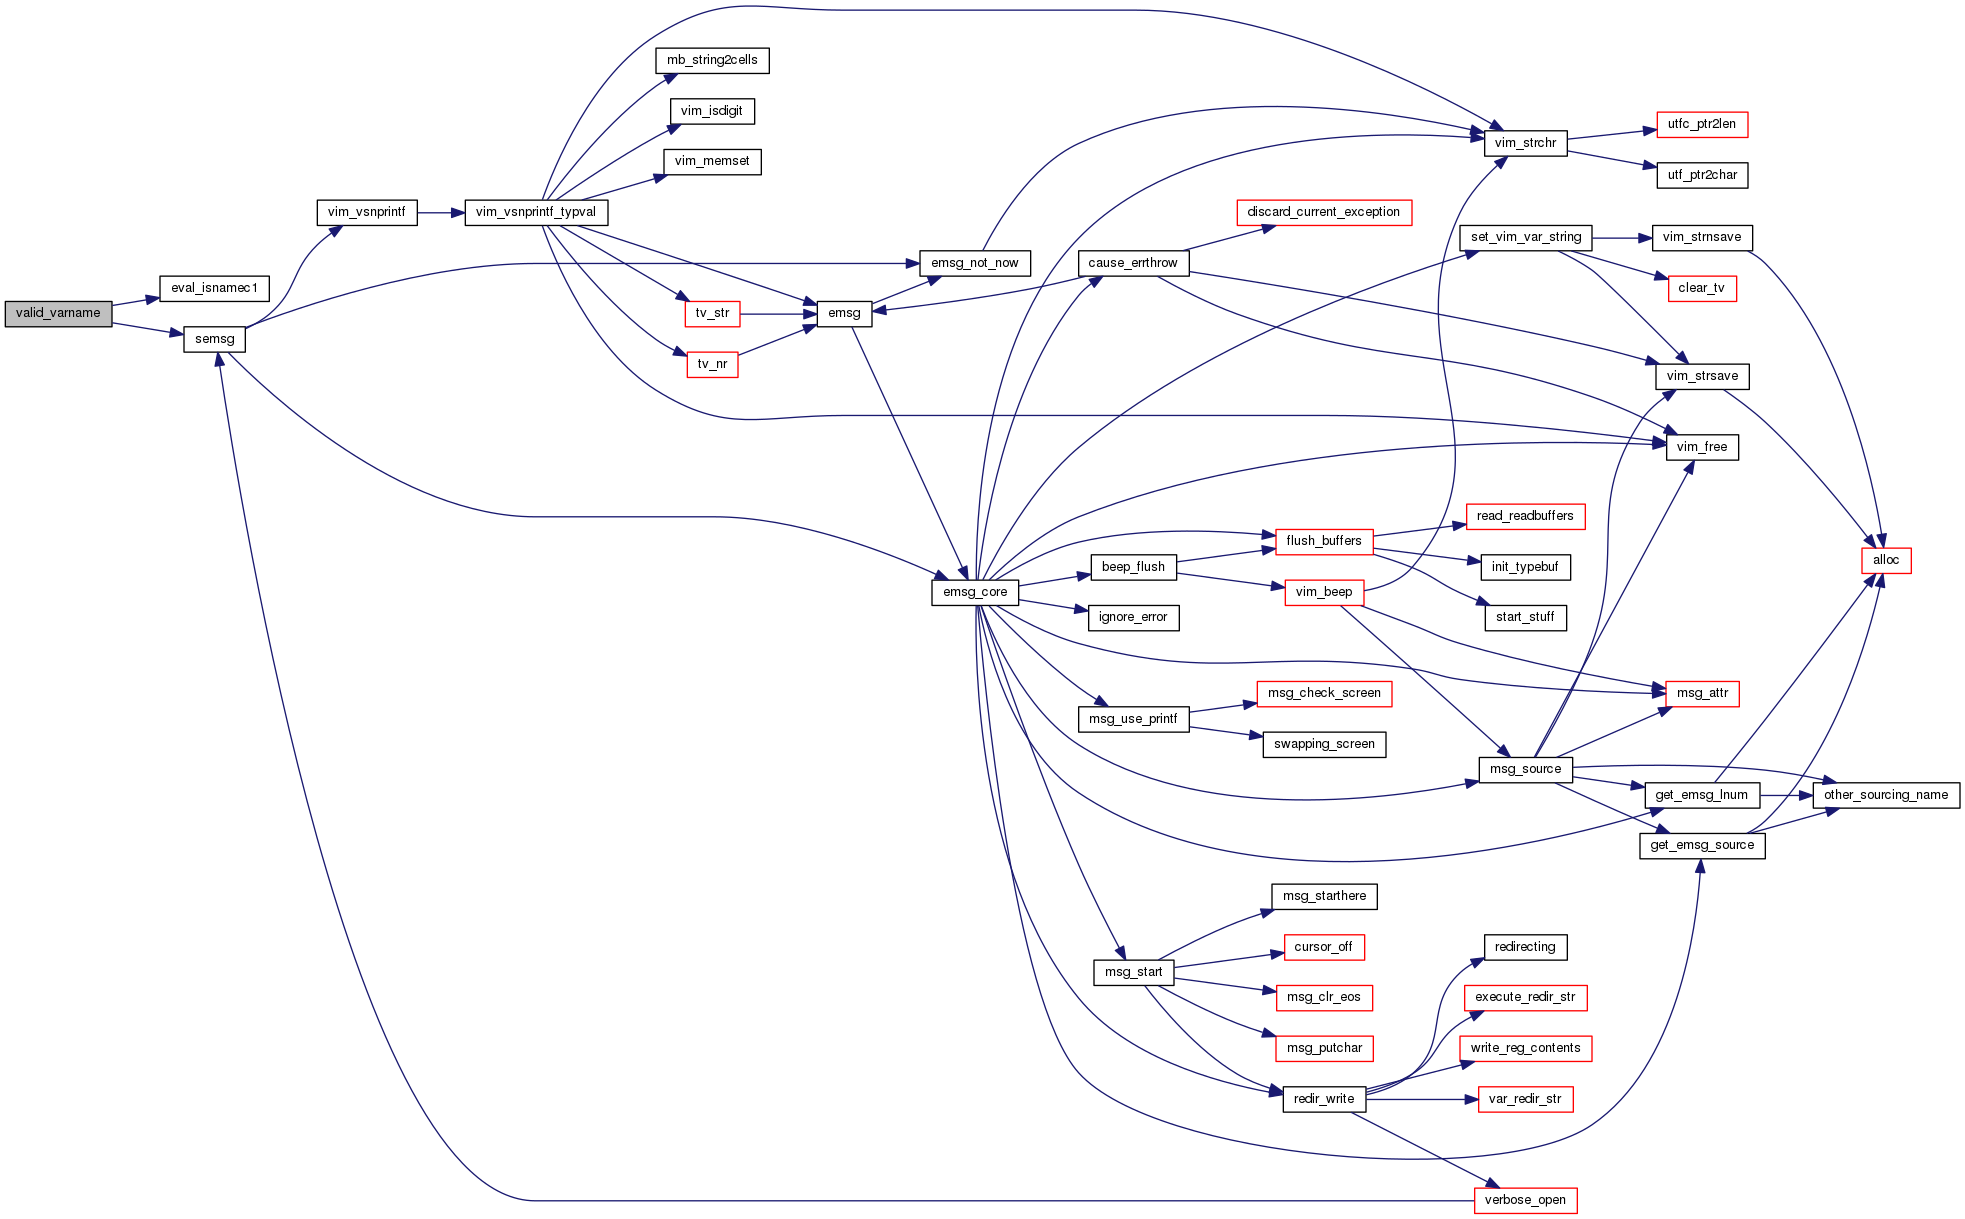 valid_varname
eval_isnamec1
semsg
vim_vsnprintf
vim_vsnprintf_typval
mb_string2cells
vim_isdigit
vim_memset
tv_str
tv_nr
emsg
emsg_not_now
emsg_core
cause_errthrow
discard_current_exception
beep_flush
ignore_error
flush_buffers
vim_beep
msg_use_printf
msg_check_screen
swapping_screen
msg_start
msg_starthere
cursor_off
msg_clr_eos
msg_putchar
redir_write
vim_strchr
utfc_ptr2len
utf_ptr2char
set_vim_var_string
vim_strnsave
clear_tv
vim_strsave
vim_free
read_readbuffers
init_typebuf
start_stuff
alloc
msg_attr
msg_source
get_emsg_lnum
other_sourcing_name
get_emsg_source
redirecting
execute_redir_str
write_reg_contents
var_redir_str
verbose_open